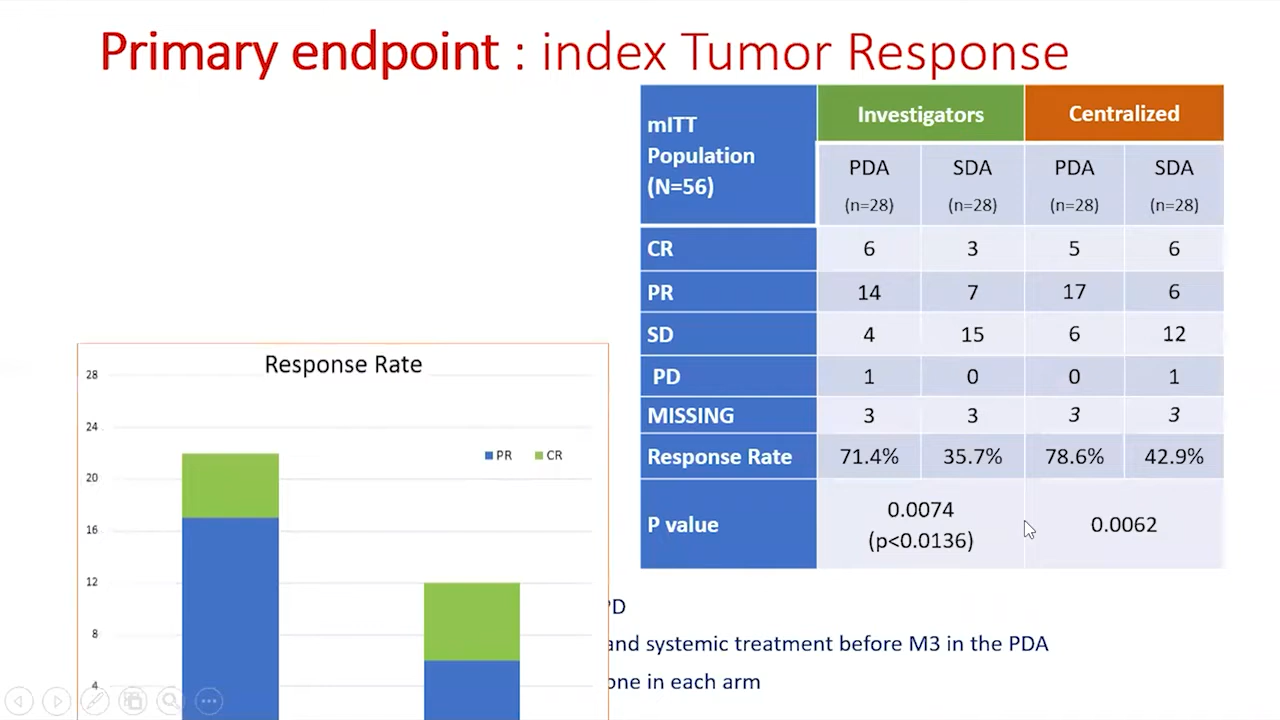 Primary endpoint : index Tumor Response
mITT Population (N=56) Investigators Centralized
PDA (n=28) SDA (n=28) PDA (n=28) SDA (n=28)
CR 6 3 5 6
PR 14 7 17 6
SD 4 15 6 12
PD 1 0 0 1
MISSING 3 3 3 3
Response Rate 71.4% 35.7% 78.6% 42.9%
P value 0.0074 (p<0.0136) 0.0062
Response Rate
28
24
PR CR
20
16
12
8
4
PD
and systemic treatment before M3 in the PDA
one in each arm